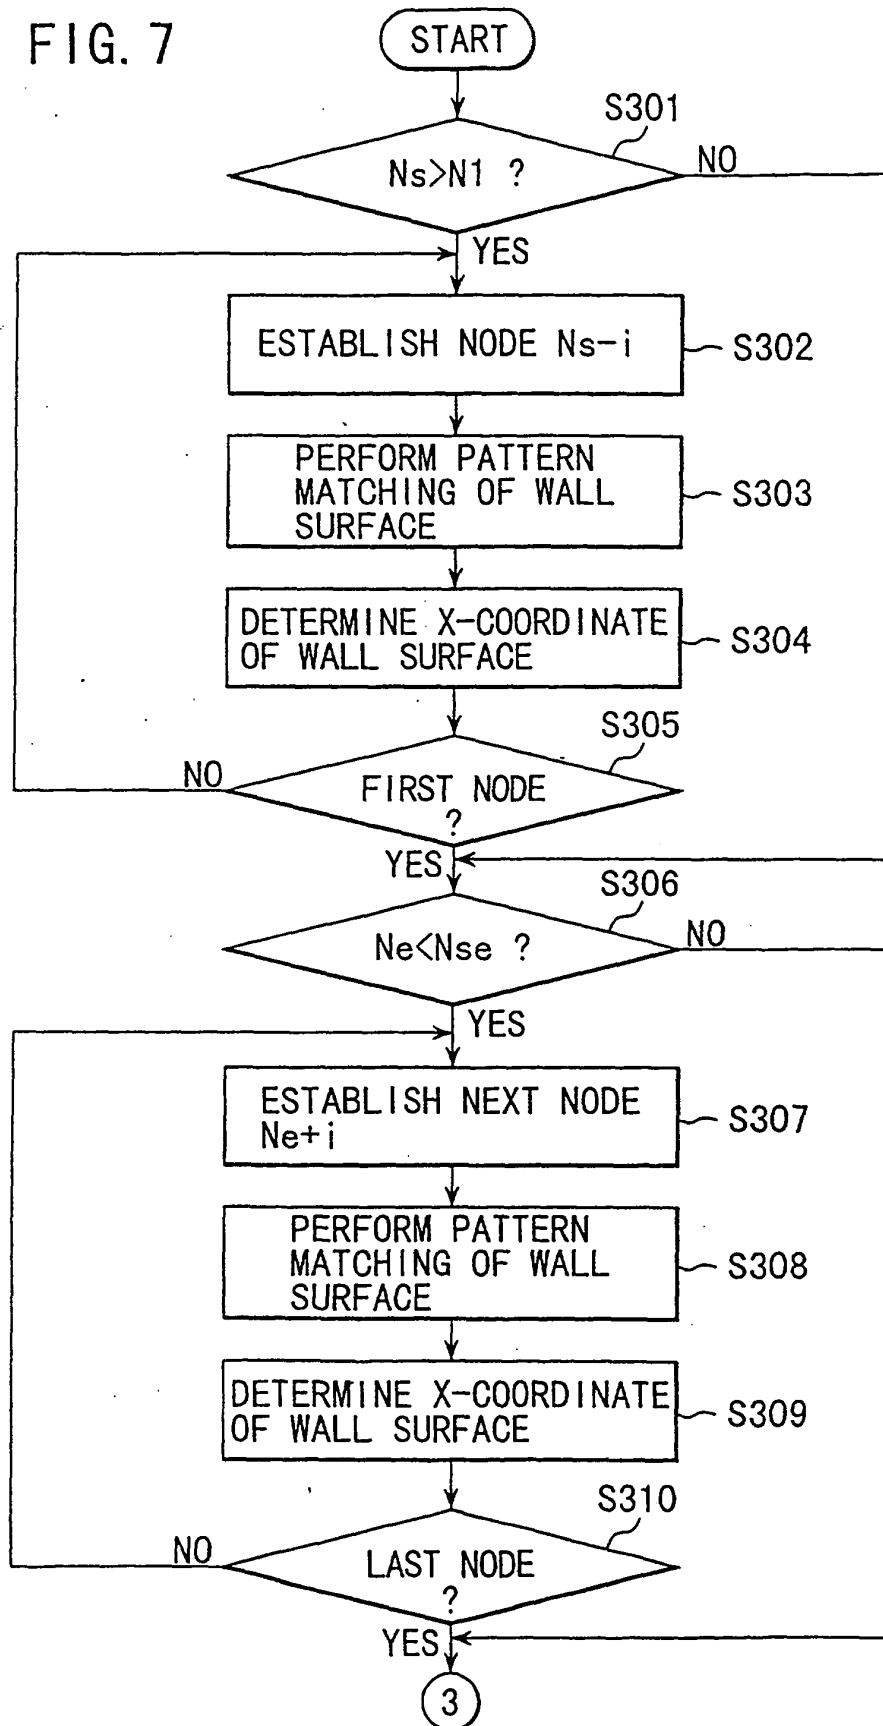 FIG. 7
START
S301
Ns>N1 ?
NO
YES
ESTABLISH NODE Ns-i
S302
PERFORM PATTERN
MATCHING OF WALL
SURFACE
S303
DETERMINE X-COORDINATE
OF WALL SURFACE
S304
S305
NO
FIRST NODE
?
YES
S306
Ne<Nse ?
NO
YES
ESTABLISH NEXT NODE
Ne+i
S307
PERFORM PATTERN
MATCHING OF WALL
SURFACE
S308
DETERMINE X-COORDINATE
OF WALL SURFACE
S309
S310
NO
LAST NODE
?
YES
3